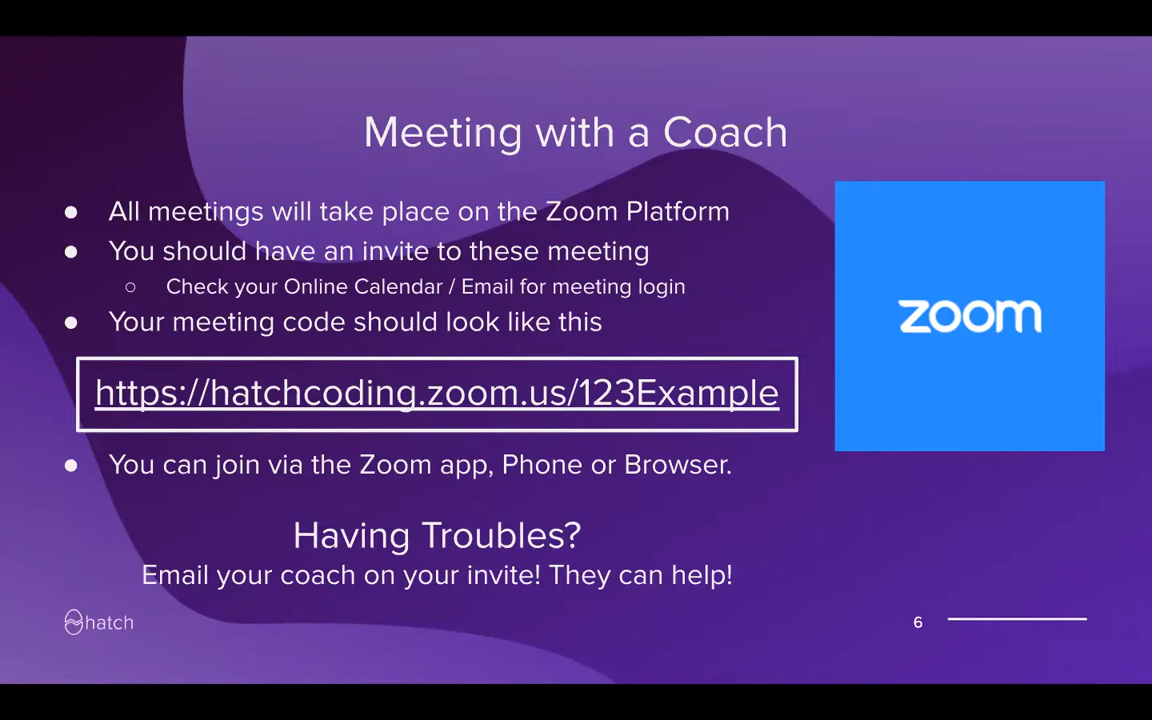 Meeting with a Coach
● All meetings will take place on the Zoom Platform
● You should have an invite to these meeting
○ Check your Online Calendar / Email for meeting login
● Your meeting code should look like this
https://hatchcoding.zoom.us/123Example
● You can join via the Zoom app, Phone or Browser.
zoom
Having Troubles?
Email your coach on your invite! They can help!
hatch
6